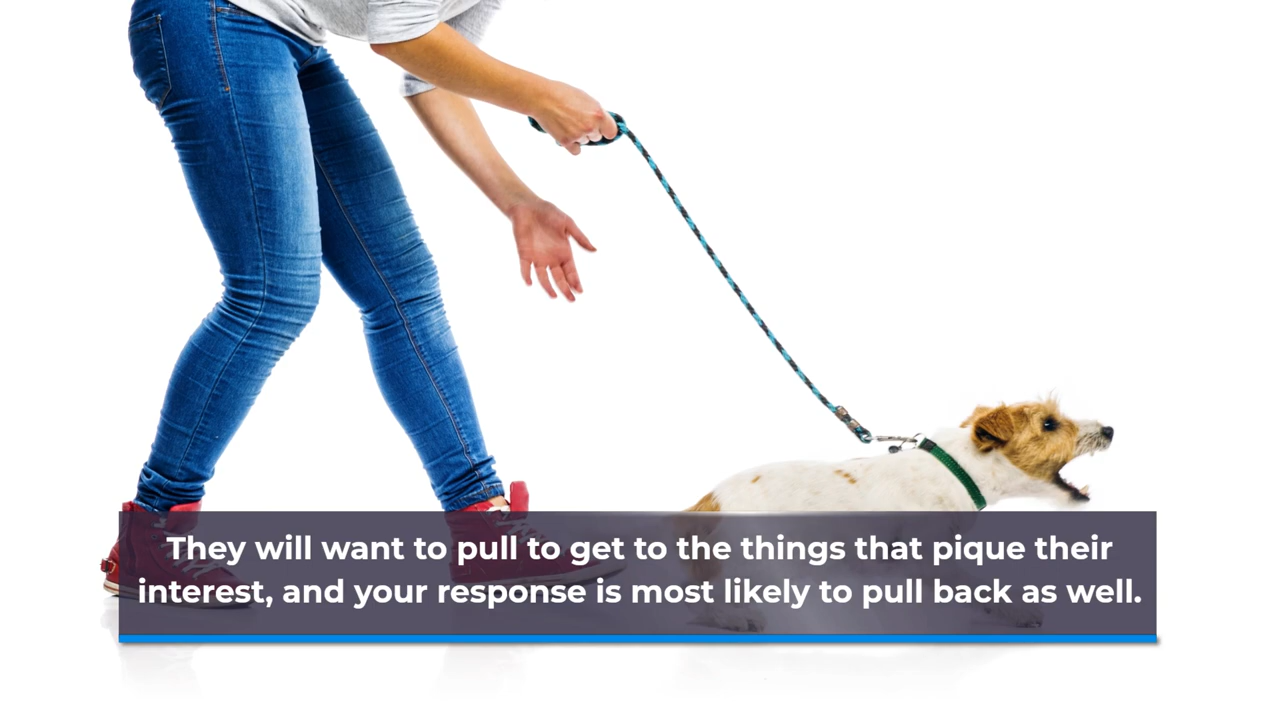 They will want to pull to get to the things that pique their
interest, and your response is most likely to pull back as well.